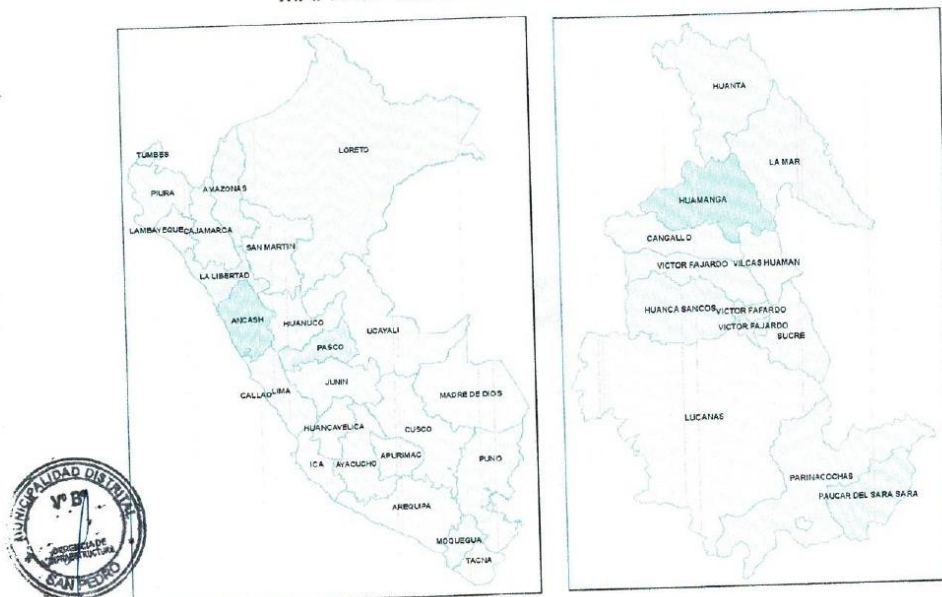 TUMBES
LORETO
PIURA
AMAZONAS
LAMBAYEQUE
CAJAMARCA
SAN MARTIN
LA LIBERTAD
ANCASH
HUANUCO
UCAYALI
PASCO
JUNIN
CALLAO
LIMA
MADRE DE DIOS
HUANCAVELICA
CUSCO
ICA
AYACUCHO
APURIMAC
PUNO
AREQUIPA
MOQUEGUA
TACNA
HUANTA
LA MAR
HUAMANGA
CANGALLO
VICTOR FAJARDO
VILCAS HUAMAN
HUANCA SANCOS
VICTOR FAFARDO
VICTOR FAJARDO
SUCRE
LUCANAS
PARINACOCHAS
PAUCAR DEL SARA SARA
MUNICIPALIDAD DISTRITAL
Vº Bº
GERENCIA DE
INFRAESTRUCTURA
SAN PEDRO